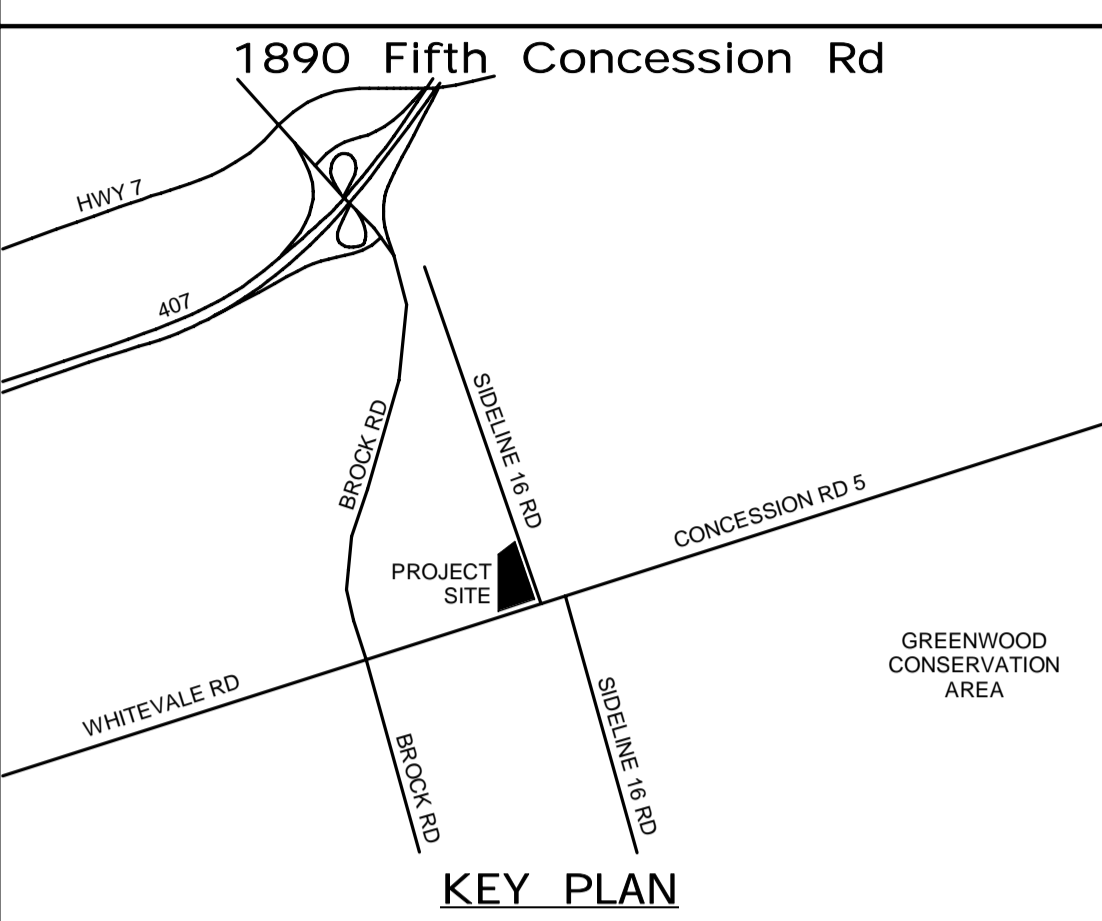 1890 Fifth Concession Rd
HWY 7
407
SIDELINE 16 RD
BROCK RD
CONCESSION RD 5
PROJECT
SITE
GREENWOOD
CONSERVATION
AREA
WHITEVALE RD
SIDELINE 16 RD
BROCK RD
KEY PLAN